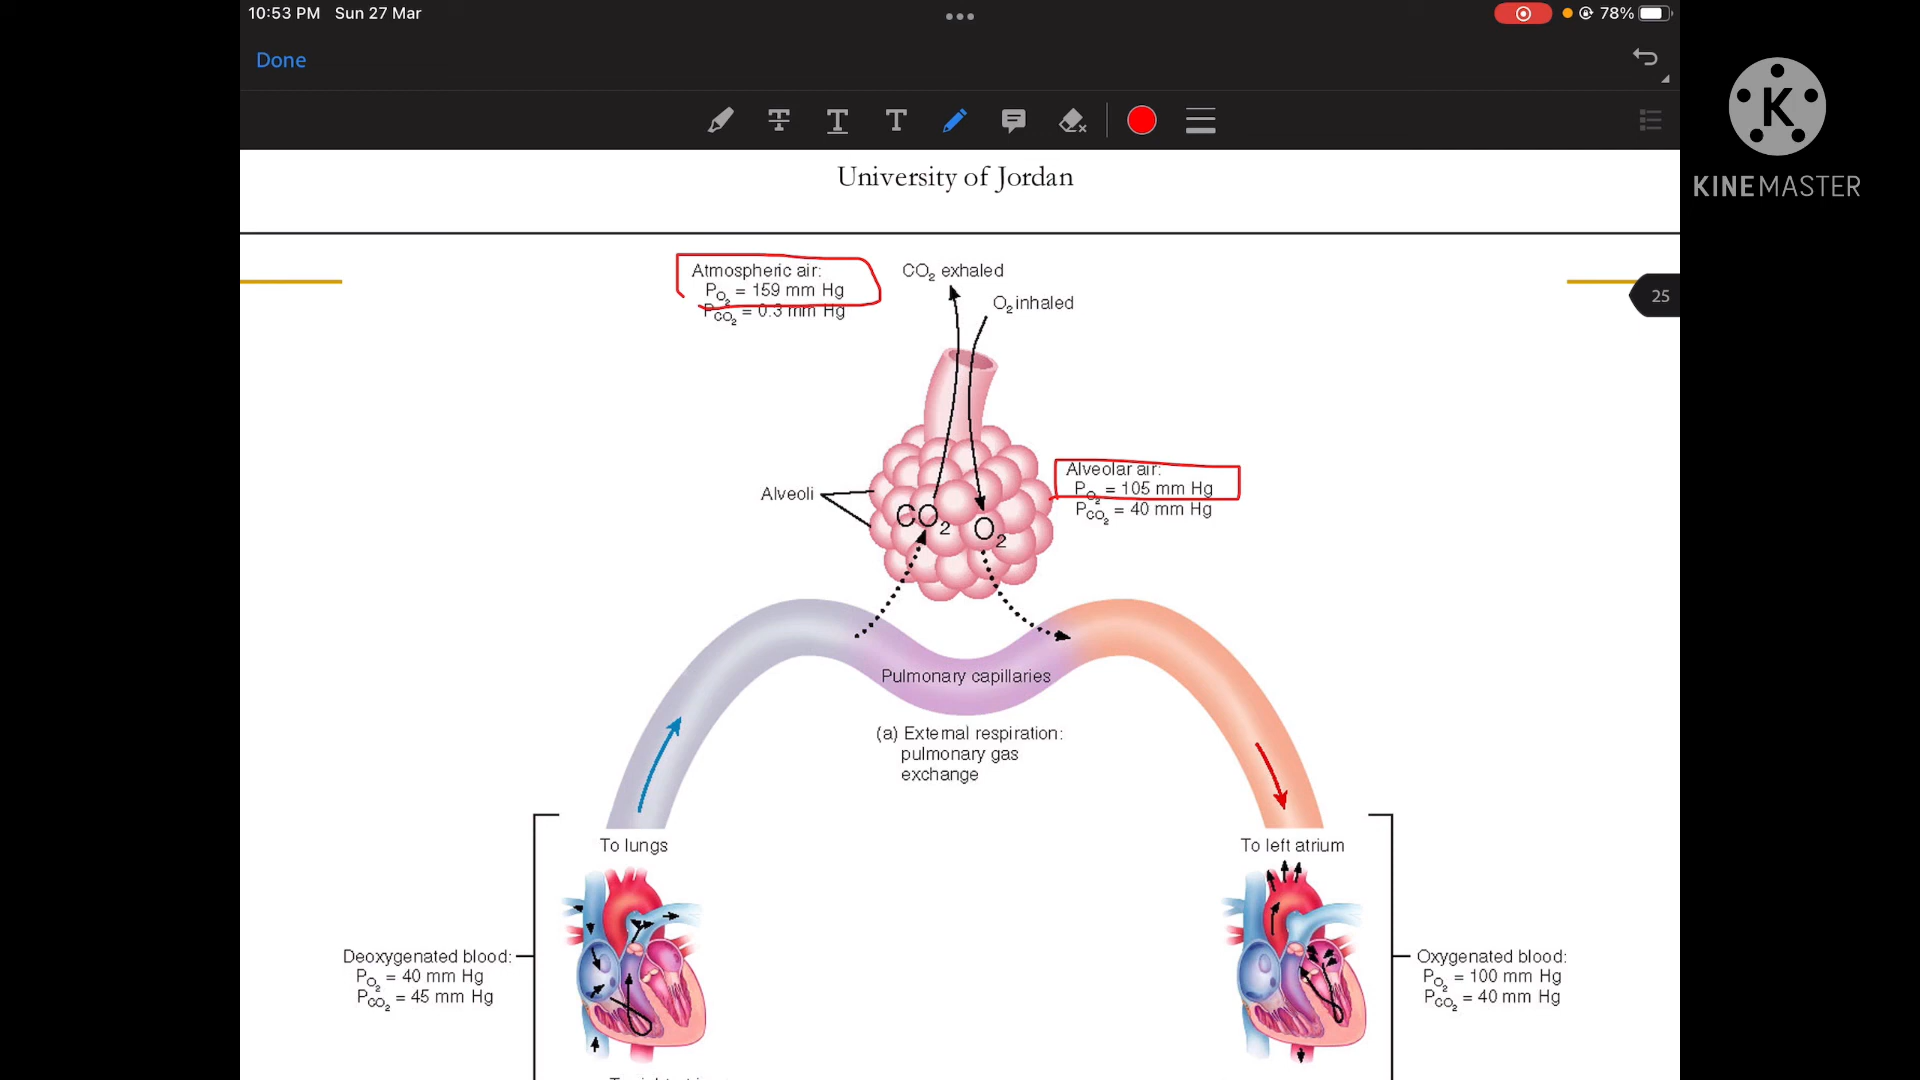 10:53 PM Sun 27 Mar
78%
Done
KINEMASTER
University of Jordan
25
Atmospheric air:
PO2 = 159 mm Hg
PCO2 = 0.3 mm Hg
CO2 exhaled
O2 inhaled
Alveolar air:
PO2 = 105 mm Hg
PCO2 = 40 mm Hg
Alveoli
CO2
O2
Pulmonary capillaries
(a) External respiration:
pulmonary gas
exchange
To lungs
To left atrium
Deoxygenated blood:
PO2 = 40 mm Hg
PCO2 = 45 mm Hg
Oxygenated blood:
PO2 = 100 mm Hg
PCO2 = 40 mm Hg